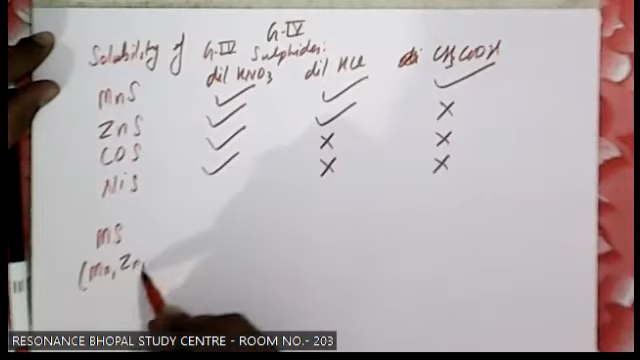 G-IV
Solubility of G-IV Sulphides:
dil HNO3 dil HCl dil CH3COOH
MnS ✓ ✓ ✓
ZnS ✓ ✓ ×
COS ✓ × ×
NiS ✓ × ×
MS
(Mn, Zn,
RESONANCE BHOPAL STUDY CENTRE - ROOM NO.- 203